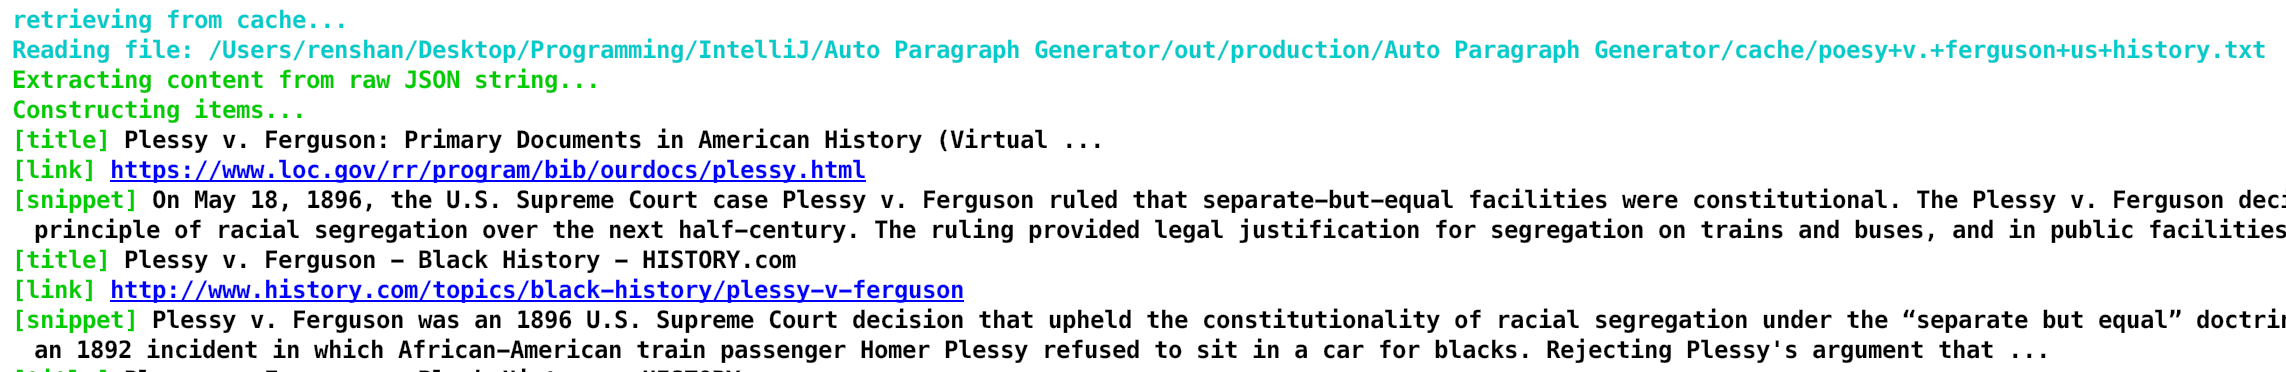 retrieving from cache...
Reading file: /Users/renshan/Desktop/Programming/IntelliJ/Auto Paragraph Generator/out/production/Auto Paragraph Generator/cache/poesy+v.+ferguson+us+history.txt
Extracting content from raw JSON string...
Constructing items...
[title] Plessy v. Ferguson: Primary Documents in American History (Virtual ...
[link] https://www.loc.gov/rr/program/bib/ourdocs/plessy.html
[snippet] On May 18, 1896, the U.S. Supreme Court case Plessy v. Ferguson ruled that separate-but-equal facilities were constitutional. The Plessy v. Ferguson
principle of racial segregation over the next half-century. The ruling provided legal justification for segregation on trains and buses, and in public facilities
[title] Plessy v. Ferguson - Black History - HISTORY.com
[link] http://www.history.com/topics/black-history/plessy-v-ferguson
[snippet] Plessy v. Ferguson was an 1896 U.S. Supreme Court decision that upheld the constitutionality of racial segregation under the “separate but equal”
an 1892 incident in which African-American train passenger Homer Plessy refused to sit in a car for blacks. Rejecting Plessy's argument that ...